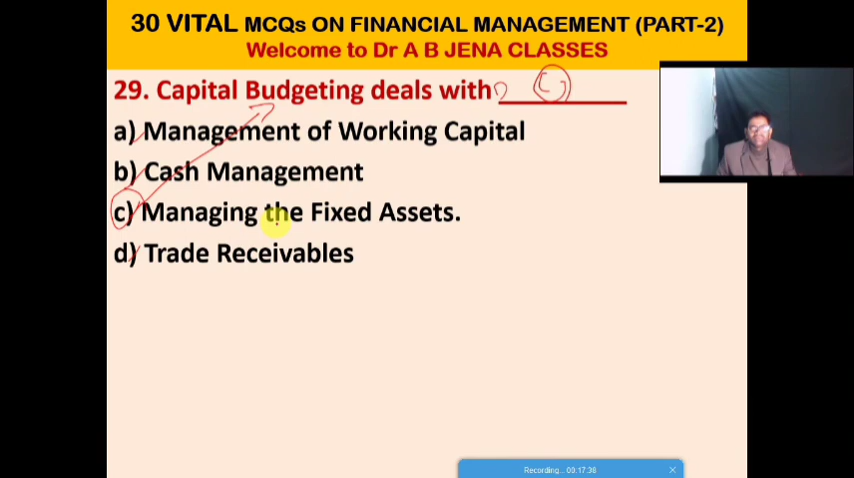 30 VITAL MCQs ON FINANCIAL MANAGEMENT (PART-2)
Welcome to Dr A B JENA CLASSES
29. Capital Budgeting deals with ________
a) Management of Working Capital
b) Cash Management
c) Managing the Fixed Assets.
d) Trade Receivables
Recording... 00:17:38